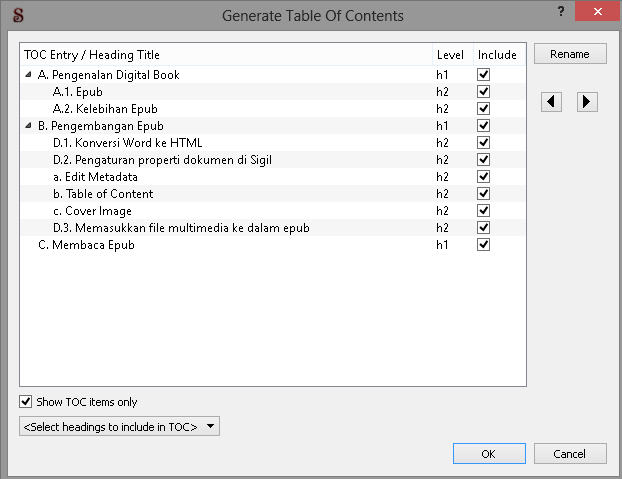 S
Generate Table Of Contents
?
TOC Entry / Heading Title Level Include
Rename
A. Pengenalan Digital Book h1
A.1. Epub h2
A.2. Kelebihan Epub h2
B. Pengembangan Epub h1
D.1. Konversi Word ke HTML h2
D.2. Pengaturan properti dokumen di Sigil h2
a. Edit Metadata h2
b. Table of Content h2
c. Cover Image h2
D.3. Memasukkan file multimedia ke dalam epub h2
C. Membaca Epub h1
Show TOC items only
<Select headings to include in TOC>
OK Cancel